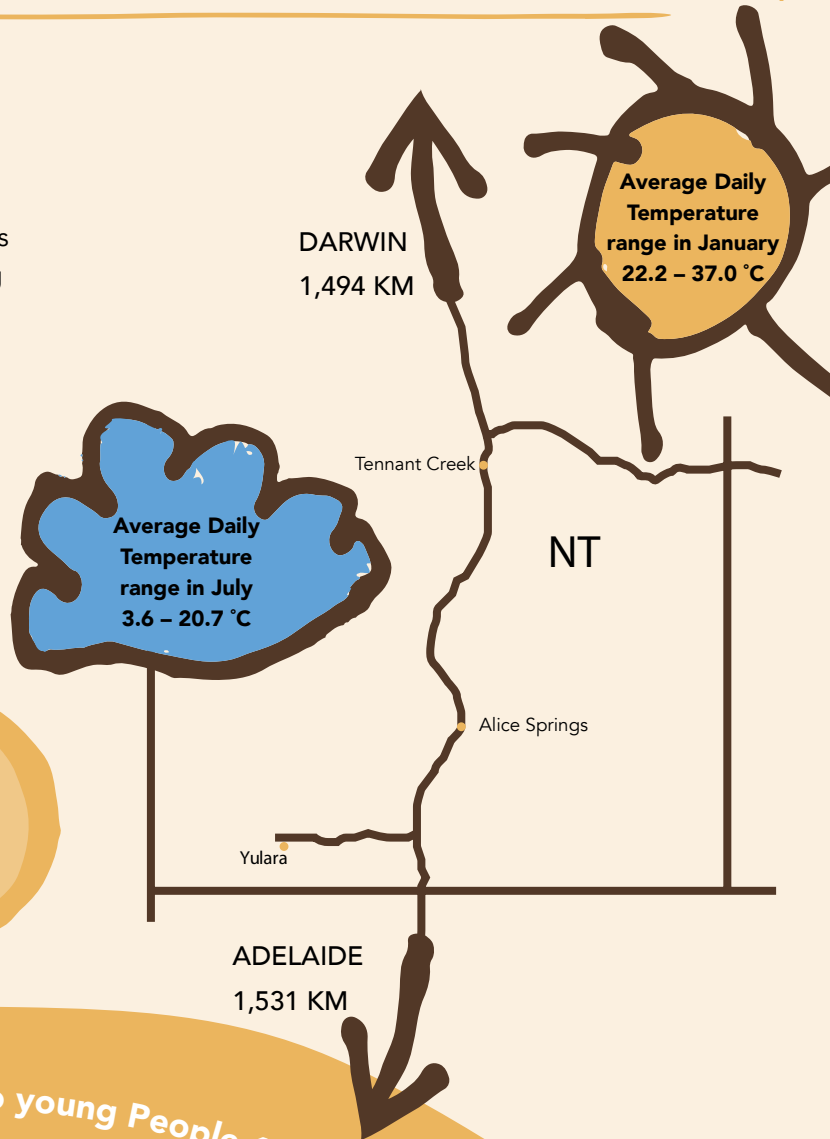 Average Daily
Temperature
range in January
22.2 – 37.0 ˚C
DARWIN
1,494 KM
Tennant Creek
NT
Average Daily
Temperature
range in July
3.6 – 20.7 ˚C
Alice Springs
Yulara
ADELAIDE
1,531 KM
young People